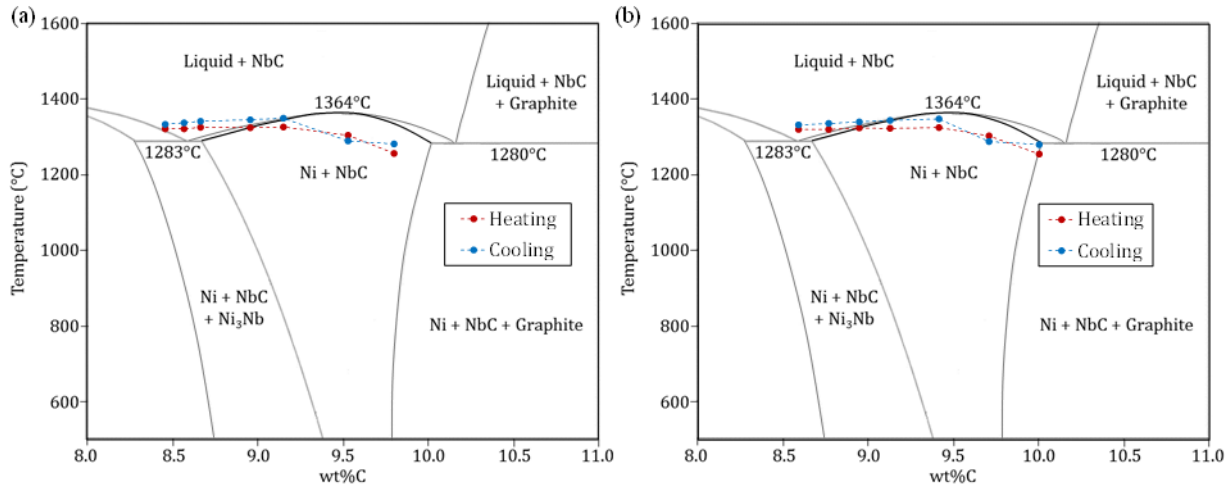 (a)
1600
1400
1200
1000
800
600
Temperature (°C)
Liquid + NbC
Liquid + NbC
+ Graphite
1364°C
1283°C
1280°C
Ni + NbC
Heating
Cooling
Ni + NbC
+ Ni₃Nb
Ni + NbC + Graphite
8.0 8.5 9.0 9.5 10.0 10.5 11.0
wt%C
(b)
1600
1400
1200
1000
800
600
Temperature (°C)
Liquid + NbC
Liquid + NbC
+ Graphite
1364°C
1283°C
1280°C
Ni + NbC
Heating
Cooling
Ni + NbC
+ Ni₃Nb
Ni + NbC + Graphite
8.0 8.5 9.0 9.5 10.0 10.5 11.0
wt%C